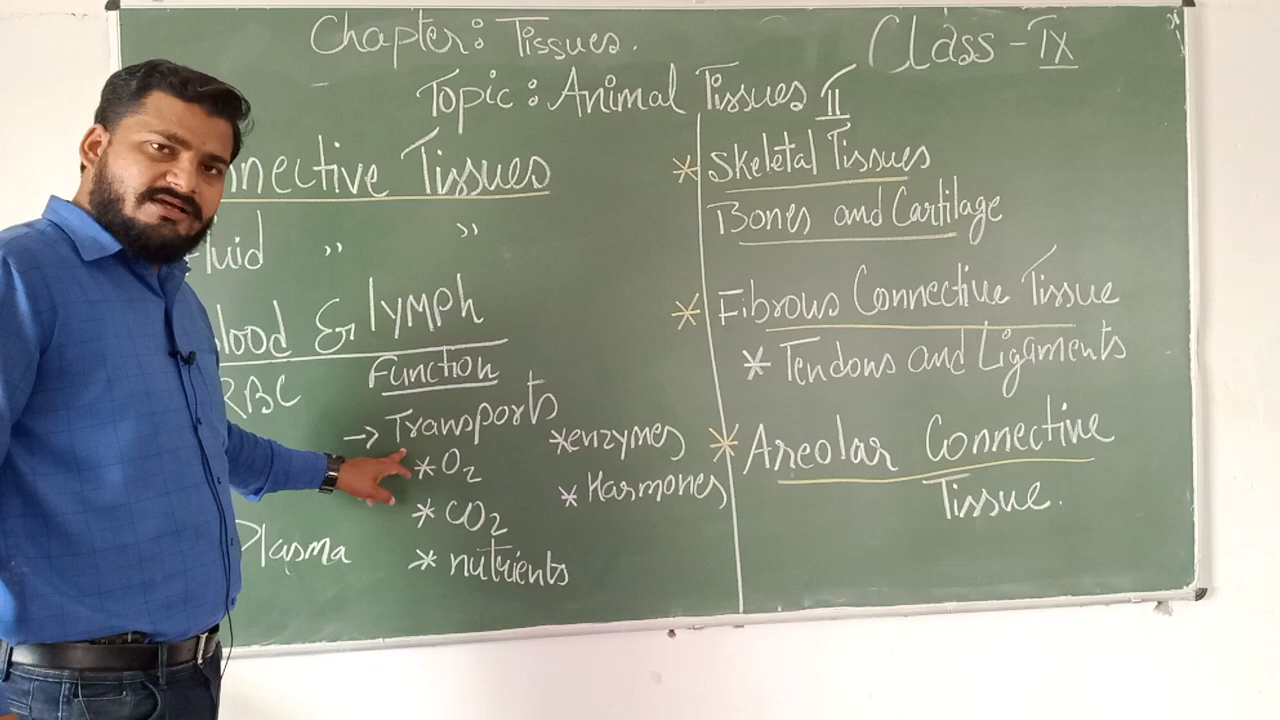 Chapter: Tissues.
Class - IX
Topic: Animal Tissues II
nnective Tissues
fluid " "
lood & lymph
RBC
Function
→ Transports
* O2
* CO2
* nutrients
* enzymes
* Harmones
Plasma
* Skeletal Tissues
Bones and Cartilage
* Fibrous Connective Tissue
* Tendons and Ligaments
* Areolar Connective
Tissue.